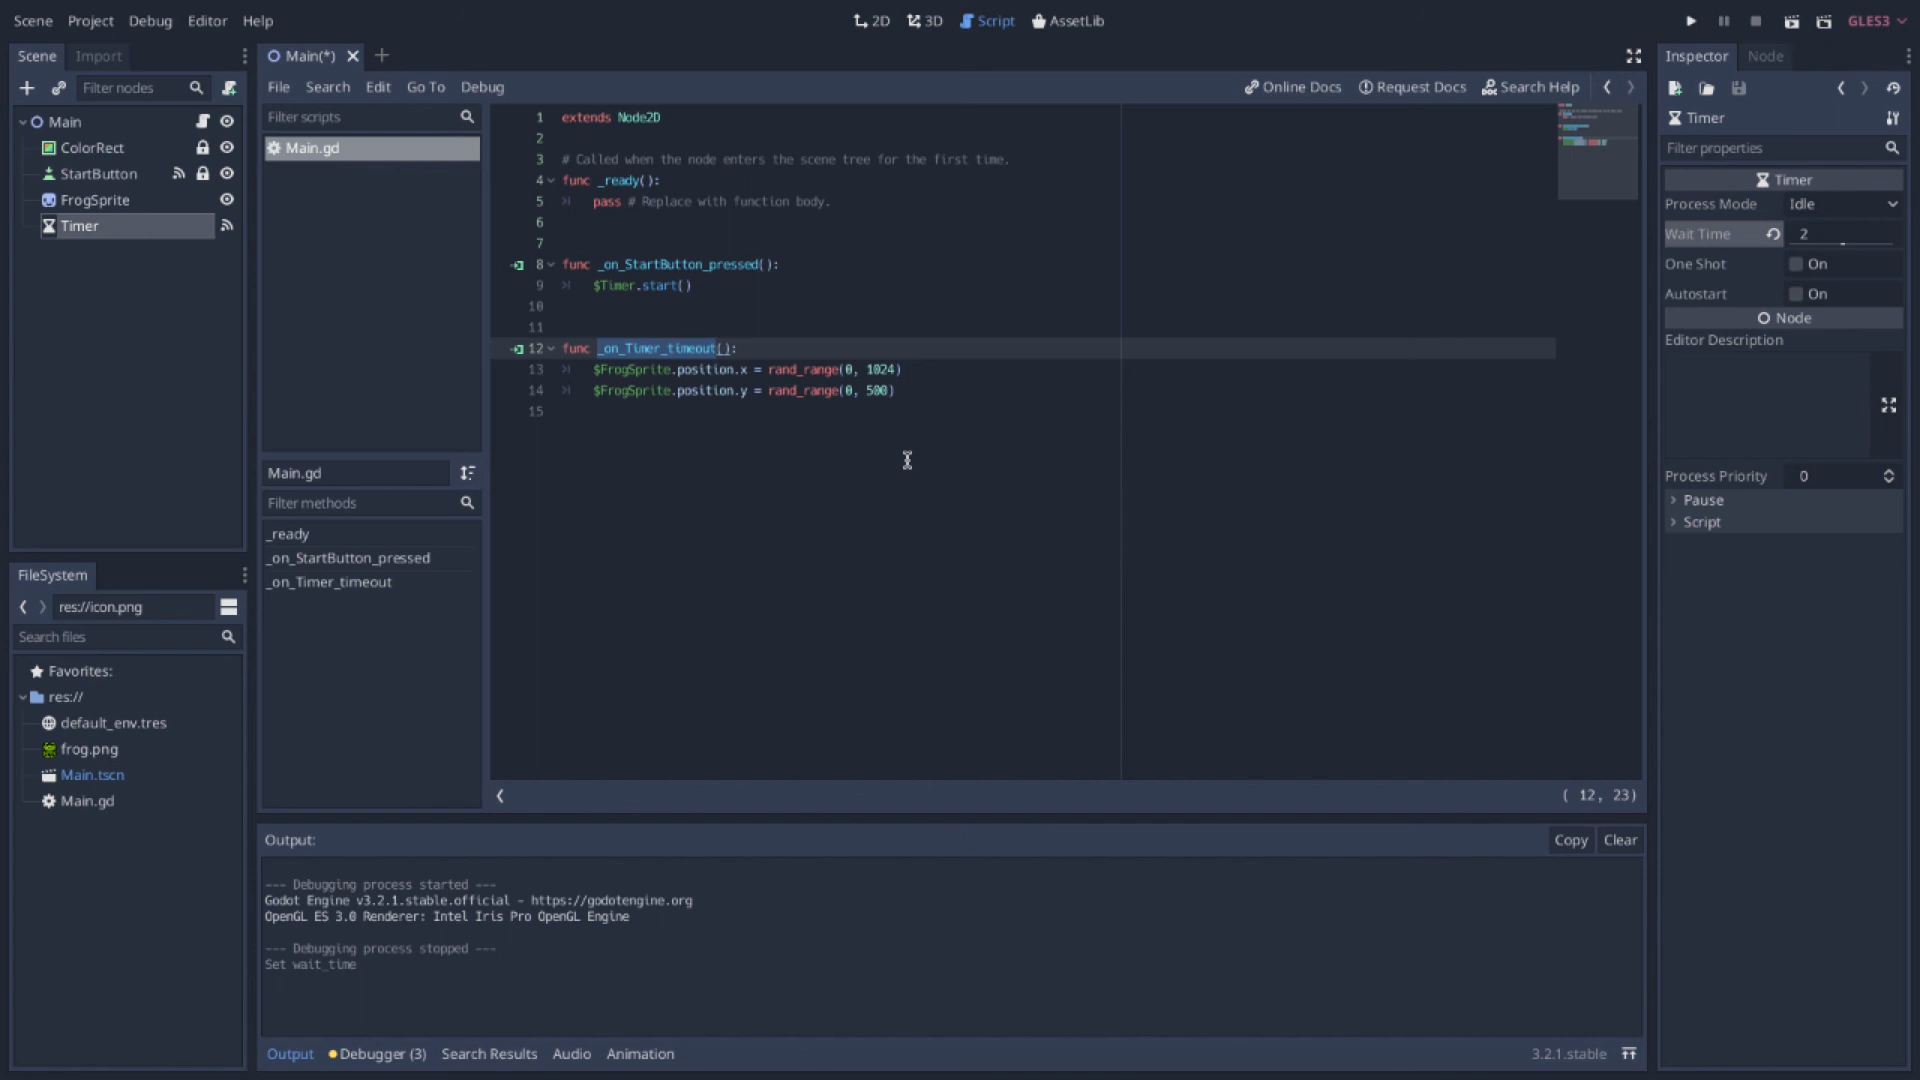 Scene Project Debug Editor Help
2D 3D Script AssetLib
GLES3
Scene Import
Filter nodes
Main
ColorRect
StartButton
FrogSprite
Timer
FileSystem
res://icon.png
Search files
Favorites:
res://
default_env.tres
frog.png
Main.tscn
Main.gd
Main(*)
File Search Edit Go To Debug
Online Docs Request Docs Search Help
Filter scripts
Main.gd
Main.gd
Filter methods
_ready
_on_StartButton_pressed
_on_Timer_timeout
1 extends Node2D
2
3 # Called when the node enters the scene tree for the first time.
4 func _ready():
5 pass # Replace with function body.
6
7
8 func _on_StartButton_pressed():
9 $Timer.start()
10
11
12 func _on_Timer_timeout():
13 $FrogSprite.position.x = rand_range(0, 1024)
14 $FrogSprite.position.y = rand_range(0, 500)
15
( 12, 23)
Output:
Copy Clear
--- Debugging process started ---
Godot Engine v3.2.1.stable.official - https://godotengine.org
OpenGL ES 3.0 Renderer: Intel Iris Pro OpenGL Engine
--- Debugging process stopped ---
Set wait_time
Output Debugger (3) Search Results Audio Animation
3.2.1.stable
Inspector Node
Timer
Filter properties
Timer
Process Mode Idle
Wait Time 2
One Shot On
Autostart On
Node
Editor Description
Process Priority 0
Pause
Script